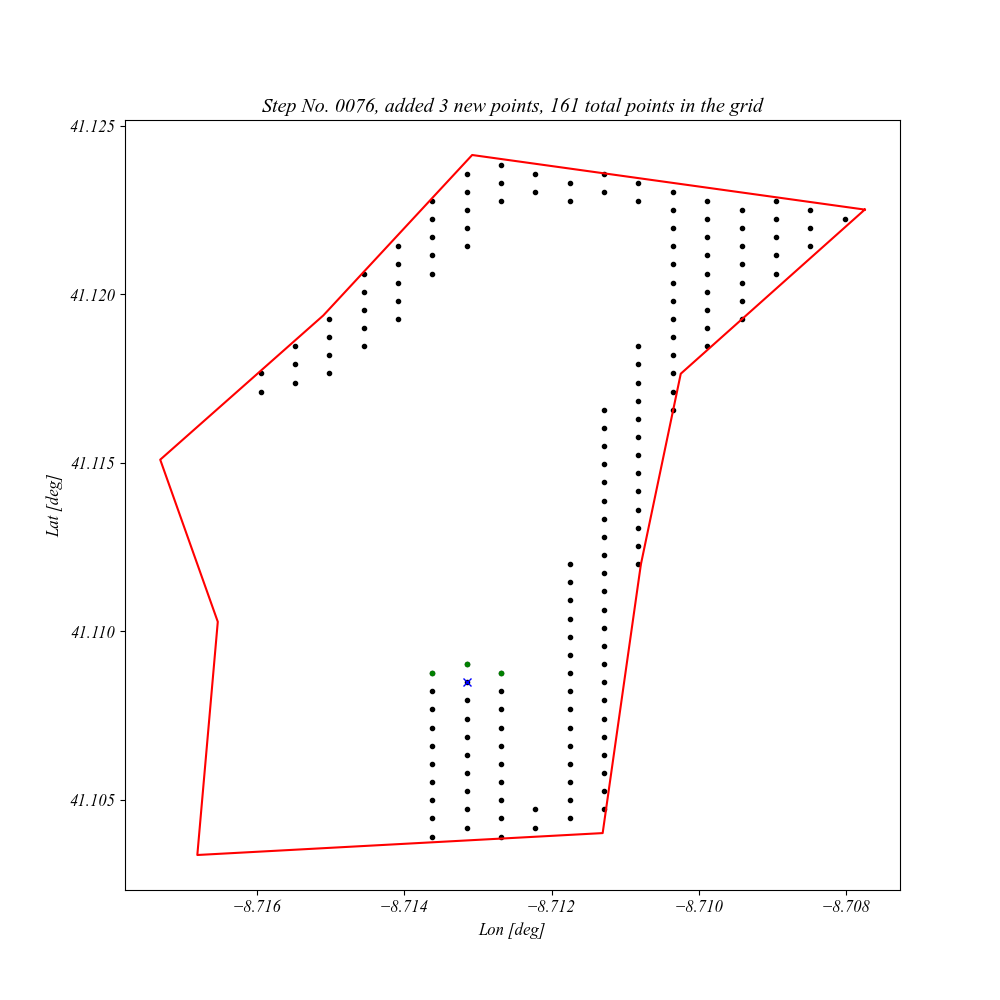 Step No. 0076, added 3 new points, 161 total points in the grid
41.125
41.120
41.115
41.110
41.105
Lat [deg]
−8.716 −8.714 −8.712 −8.710 −8.708
Lon [deg]